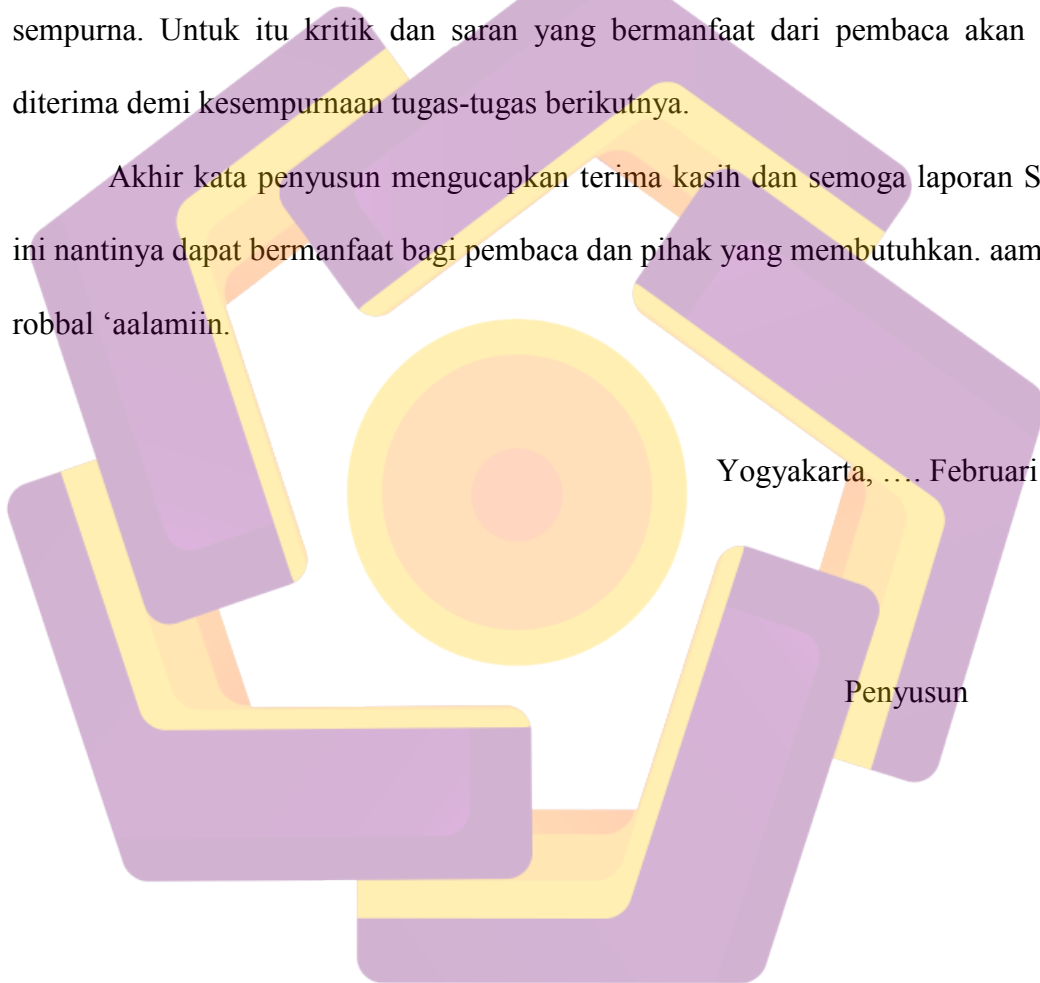 sempurna. Untuk itu kritik dan saran yang bermanfaat dari pembaca akan
diterima demi kesempurnaan tugas-tugas berikutnya.
Akhir kata penyusun mengucapkan terima kasih dan semoga laporan S
ini nantinya dapat bermanfaat bagi pembaca dan pihak yang membutuhkan. aam
robbal ‘aalamiin.
Yogyakarta, …. Februari
Penyusun